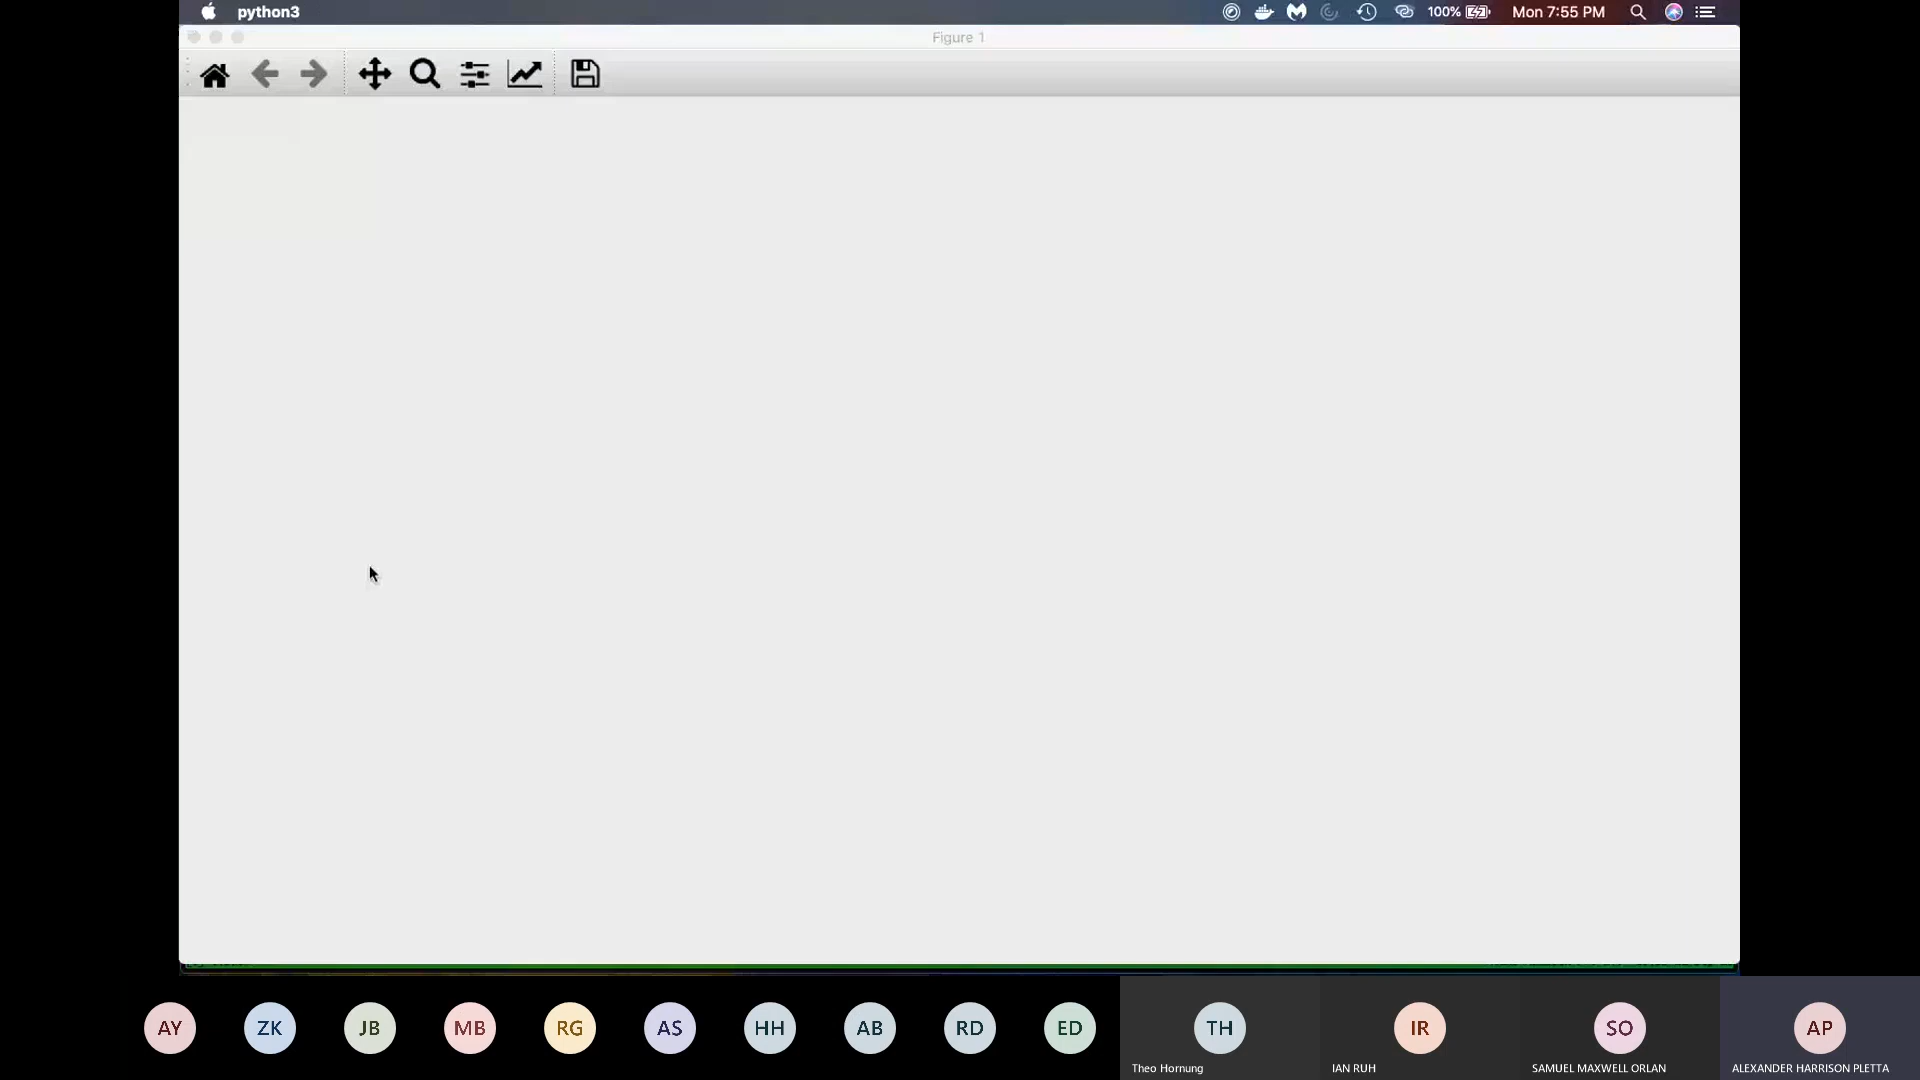 python3
100%
Mon 7:55 PM
Figure 1
AY
ZK
JB
MB
RG
AS
HH
AB
RD
ED
TH
IR
SO
AP
Theo Hornung
IAN RUH
SAMUEL MAXWELL ORLAN
ALEXANDER HARRISON PLETTA